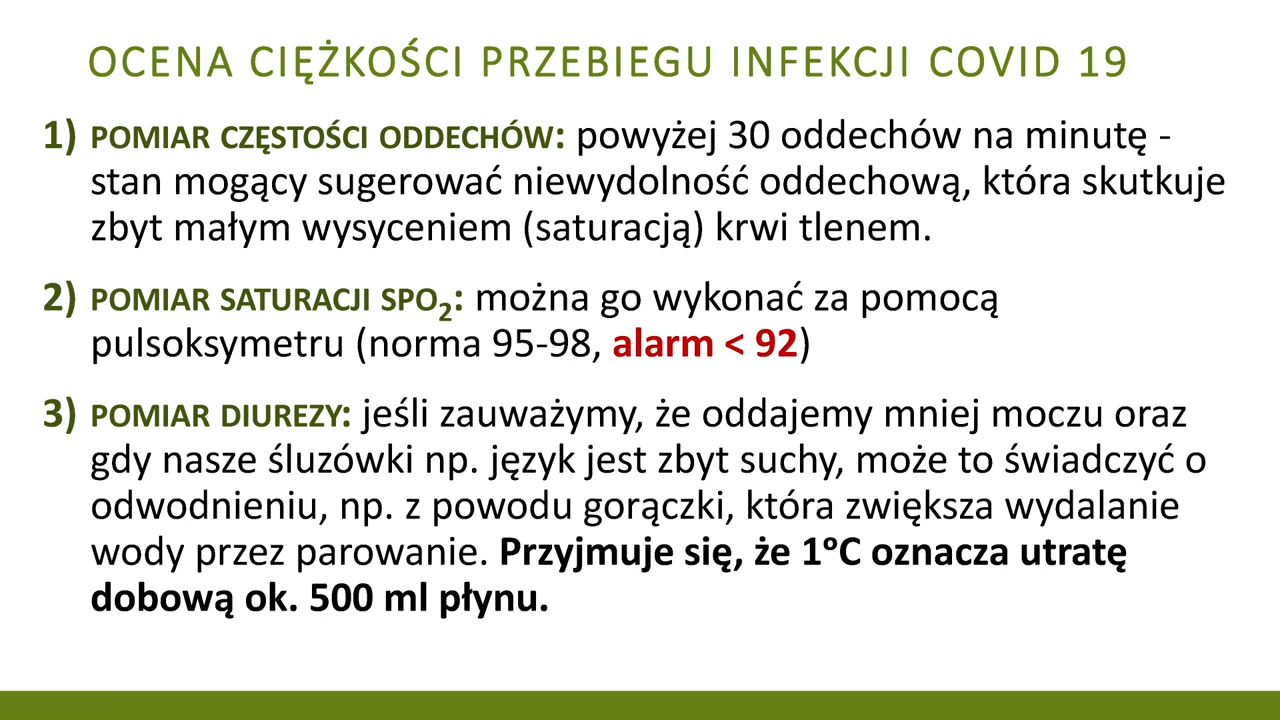 OCENA CIĘŻKOŚCI PRZEBIEGU INFEKCJI COVID 19
1) POMIAR CZĘSTOŚCI ODDECHÓW: powyżej 30 oddechów na minutę -
stan mogący sugerować niewydolność oddechową, która skutkuje
zbyt małym wysyceniem (saturacją) krwi tlenem.
2) POMIAR SATURACJI SPO₂: można go wykonać za pomocą
pulsoksymetru (norma 95-98, alarm < 92)
3) POMIAR DIUREZY: jeśli zauważymy, że oddajemy mniej moczu oraz
gdy nasze śluzówki np. język jest zbyt suchy, może to świadczyć o
odwodnieniu, np. z powodu gorączki, która zwiększa wydalanie
wody przez parowanie. Przyjmuje się, że 1°C oznacza utratę
dobową ok. 500 ml płynu.